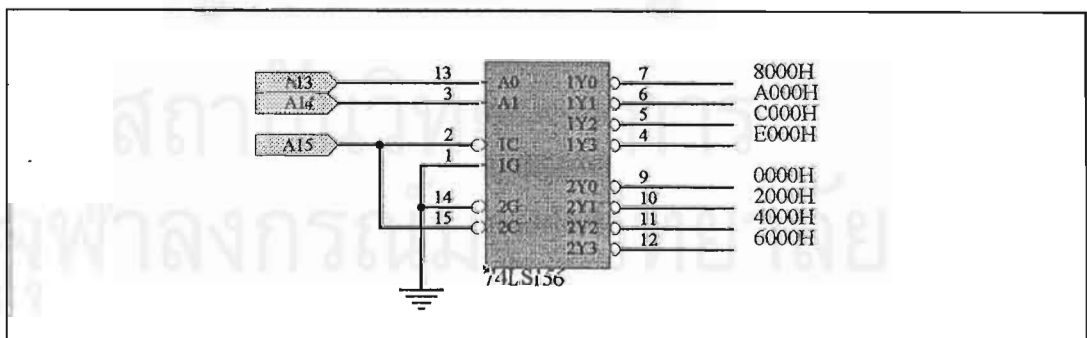 A13 13 A0 1Y0 7 8000H
A14 3 A1 1Y1 6 A000H
1Y2 5 C000H
A15 2 1C 1Y3 4 E000H
1 1G
2Y0 9 0000H
14 2G 2Y1 10 2000H
15 2C 2Y2 11 4000H
2Y3 12 6000H
74LS156